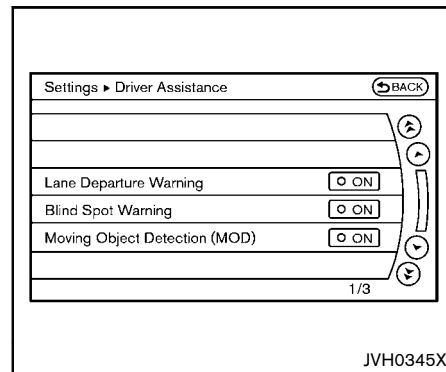 Settings ▸ Driver Assistance
BACK
Lane Departure Warning
ON
Blind Spot Warning
ON
Moving Object Detection (MOD)
ON
1/3
JVH0345X